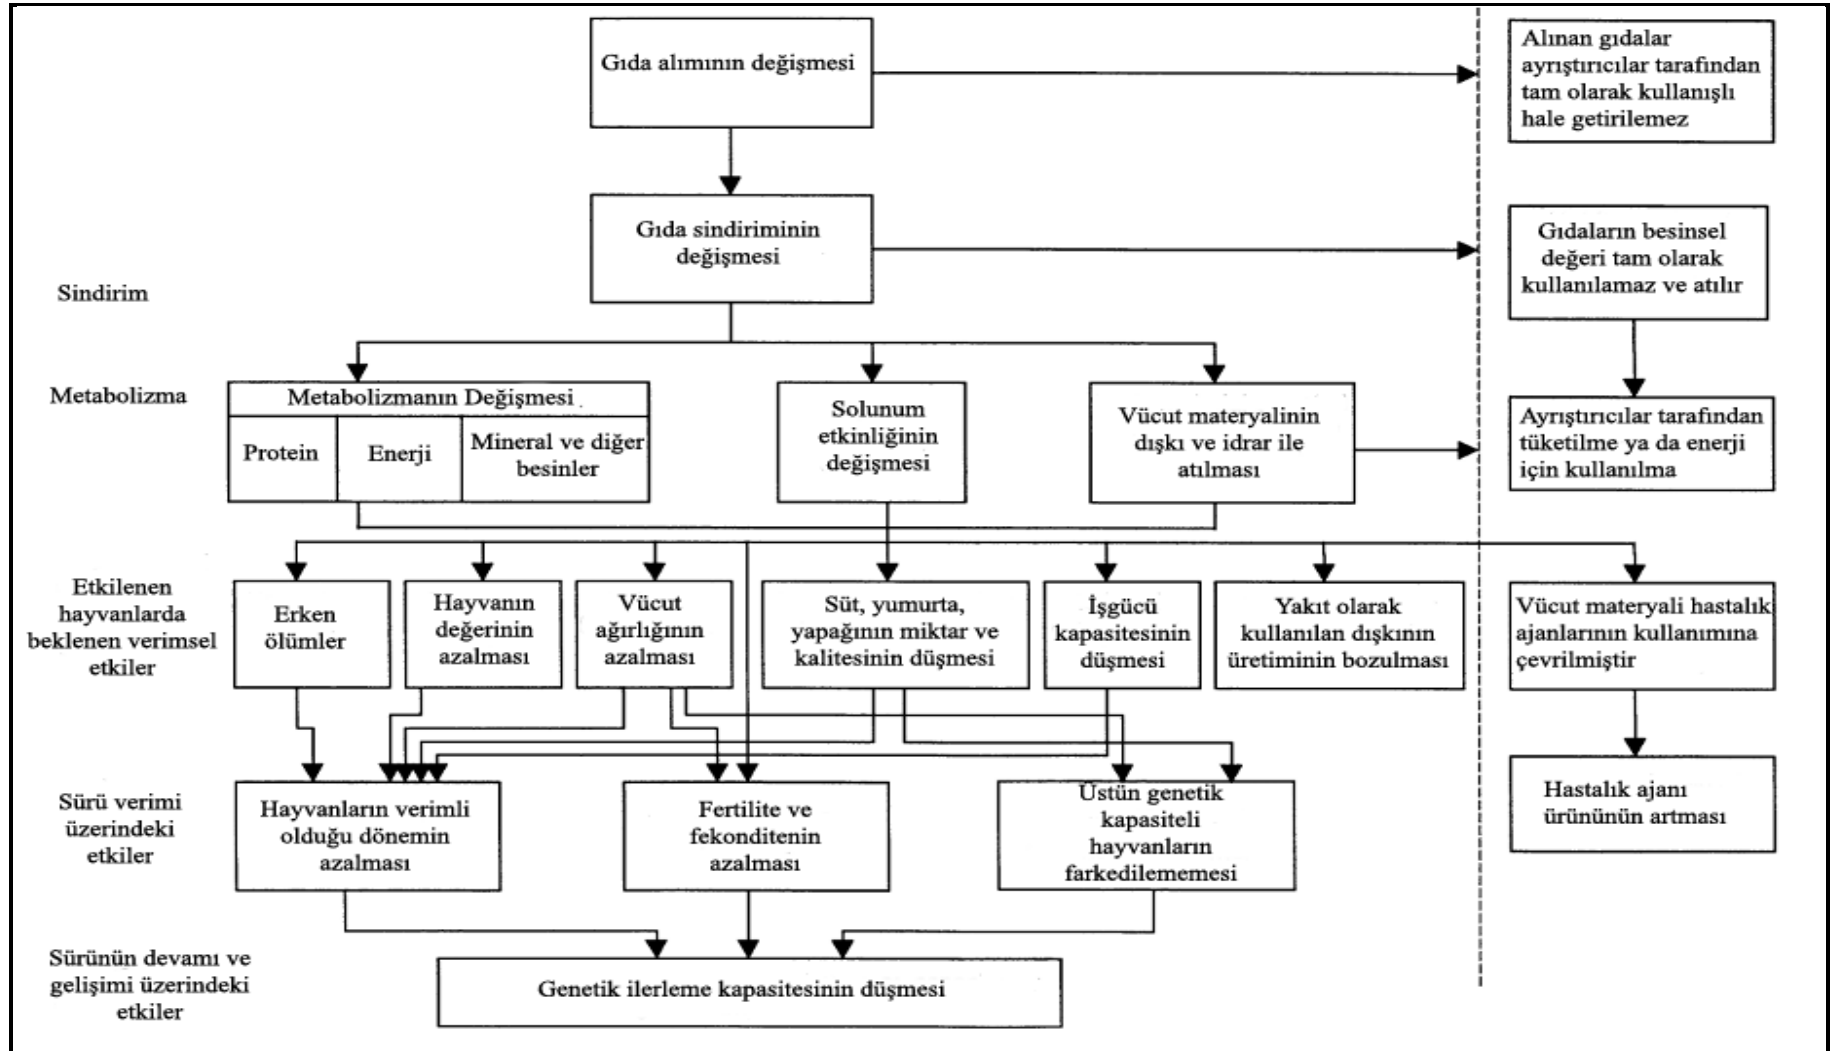 Gıda alımının değişmesi
Alınan gıdalar
ayrıştırıcılar tarafından
tam olarak kullanışlı
hale getirilemez
Gıda sindiriminin
değişmesi
Gıdaların besinsel
değeri tam olarak
kullanılamaz ve atılır
Sindirim
Metabolizma
Metabolizmanın Değişmesi
Protein
Enerji
Mineral ve diğer
besinler
Solunum
etkinliğinin
değişmesi
Vücut materyalinin
dışkı ve idrar ile
atılması
Ayrıştırıcılar tarafından
tüketilme ya da enerji
için kullanılma
Etkilenen
hayvanlarda
beklenen verimsel
etkiler
Erken
ölümler
Hayvanın
değerinin
azalması
Vücut
ağırlığının
azalması
Süt, yumurta,
yapağının miktar ve
kalitesinin düşmesi
İşgücü
kapasitesinin
düşmesi
Yakıt olarak
kullanılan dışkının
üretiminin bozulması
Vücut materyali hastalık
ajanlarının kullanımına
çevrilmiştir
Sürü verimi
üzerindeki
etkiler
Hayvanların verimli
olduğu dönemin
azalması
Fertilite ve
fekonditenin
azalması
Üstün genetik
kapasiteli
hayvanların
farkedilememesi
Hastalık ajanı
ürününün artması
Sürünün devamı ve
gelişimi üzerindeki
etkiler
Genetik ilerleme kapasitesinin düşmesi